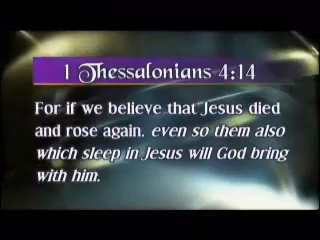 1 Thessalonians 4:14
For if we believe that Jesus died
and rose again, even so them also
which sleep in Jesus will God bring
with him.